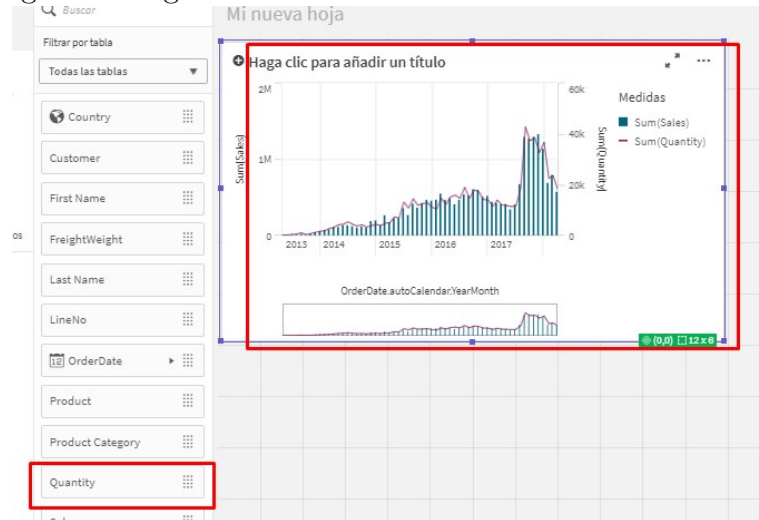 Buscar
Filtrar por tabla
Todas las tablas
Country
Customer
First Name
FreightWeight
os
Last Name
LineNo
12 OrderDate
Product
Product Category
Quantity
Mi nueva hoja
Haga clic para añadir un título
2M
1M
0
Sum(Sales)
60k
40k
20k
0
Sum(Quantity)
Medidas
Sum(Sales)
Sum(Quantity)
2013 2014 2015 2016 2017
OrderDate.autoCalendar.YearMonth
(0,0) 12 x 6